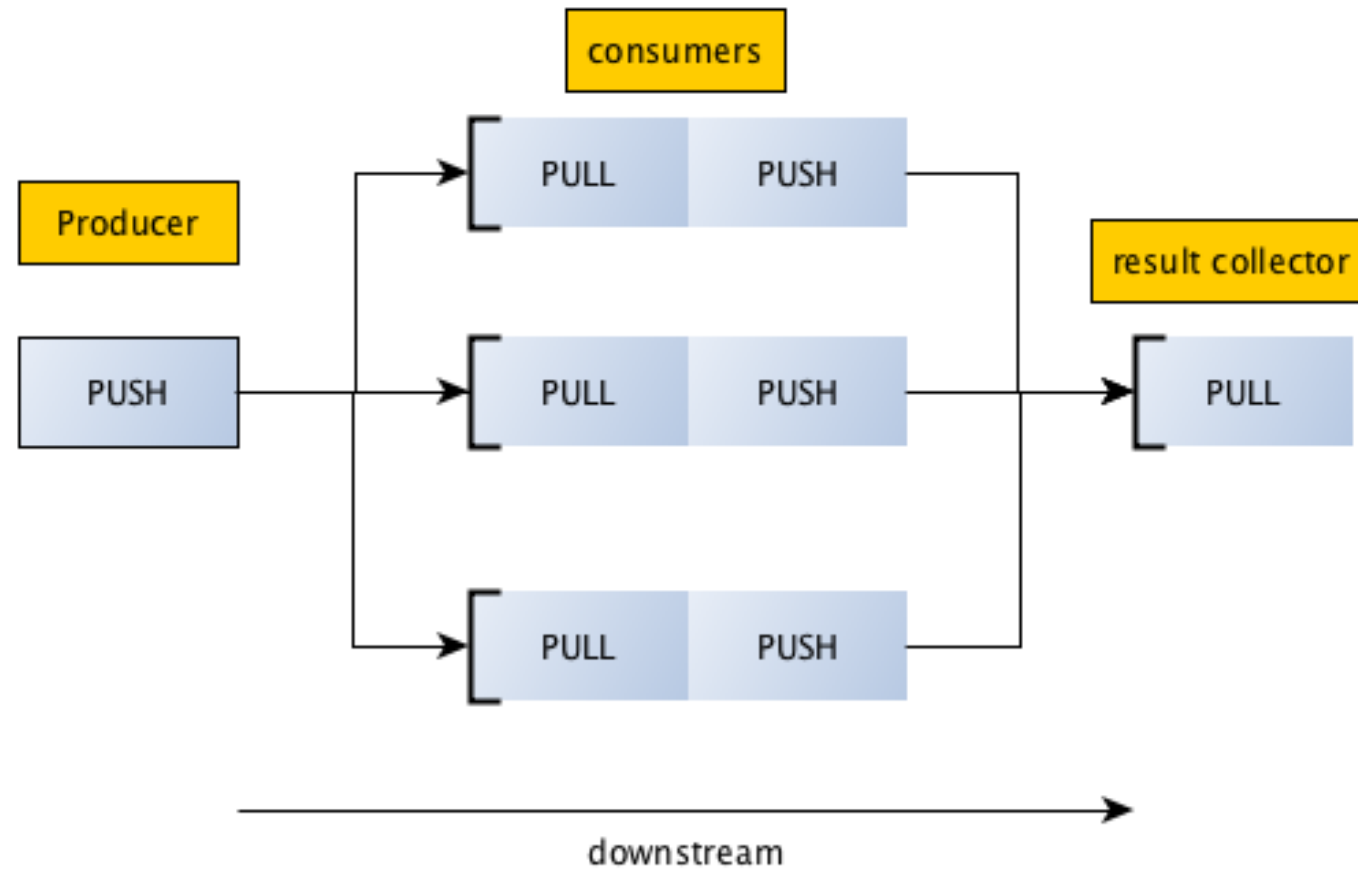 consumers
Producer
PULL PUSH
result collector
PUSH
PULL PUSH
PULL
PULL PUSH
downstream